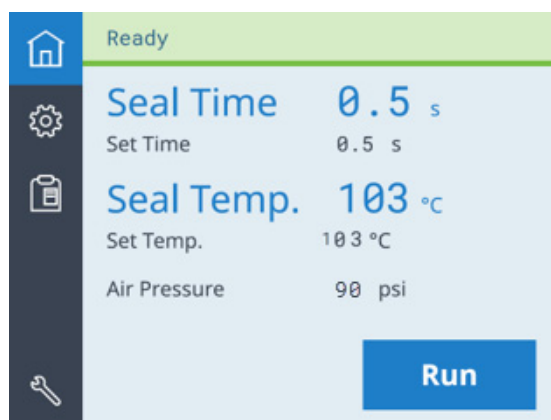 Ready
Seal Time 0.5 s
Set Time 0.5 s
Seal Temp. 103 °C
Set Temp. 103 °C
Air Pressure 90 psi
Run